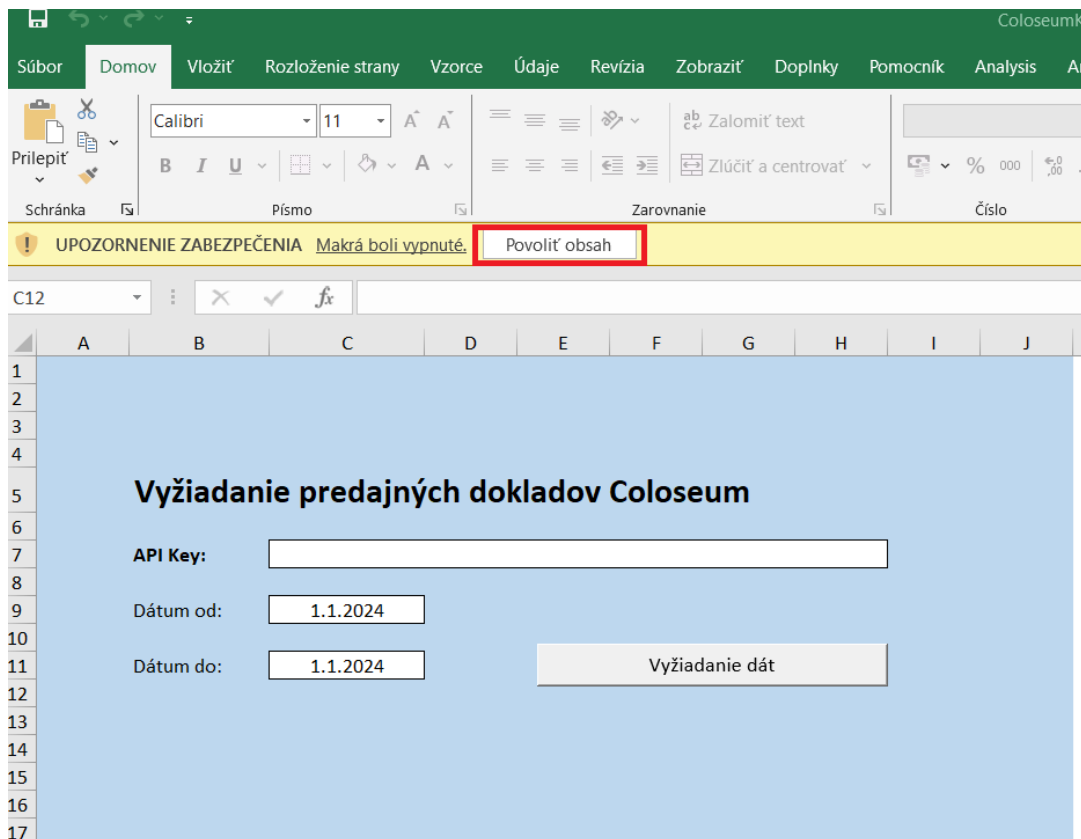 Coloseum
Súbor Domov Vložiť Rozloženie strany Vzorce Údaje Revízia Zobraziť Doplnky Pomocník Analysis
Calibri 11 A A ab Zalomiť text
Prilepiť B I U A Zlúčiť a centrovať % 000
Schránka Písmo Zarovnanie Číslo
UPOZORNENIE ZABEZPEČENIA Makrá boli vypnuté. Povoliť obsah
C12 fx
A B C D E F G H I J
1
2
3
4
5 Vyžiadanie predajných dokladov Coloseum
6
7 API Key:
8
9 Dátum od: 1.1.2024
10
11 Dátum do: 1.1.2024 Vyžiadanie dát
12
13
14
15
16
17